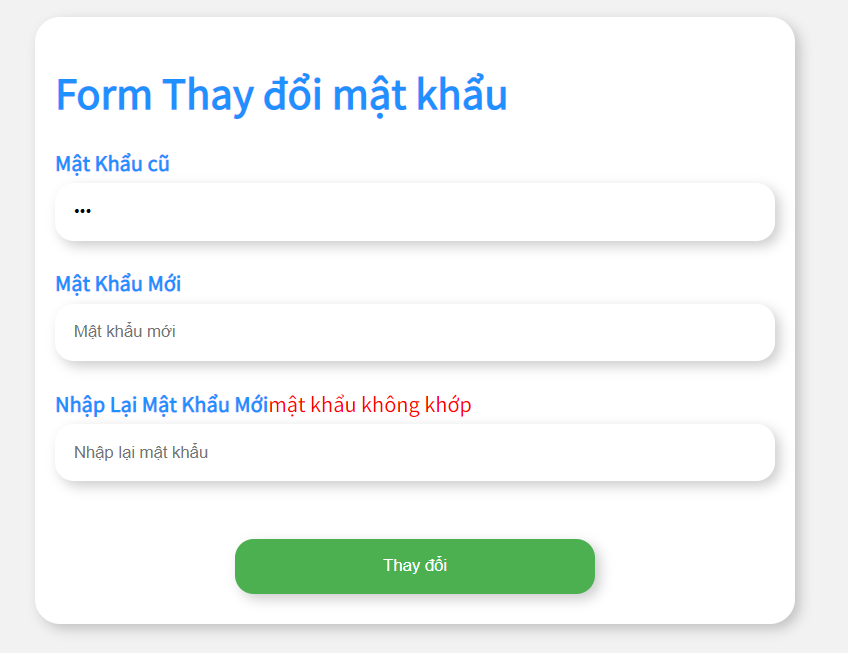 Form Thay đổi mật khẩu
Mật Khẩu cũ
•••
Mật Khẩu Mới
Mật khẩu mới
Nhập Lại Mật Khẩu Mớimật khẩu không khớp
Nhập lại mật khẩu
Thay đổi